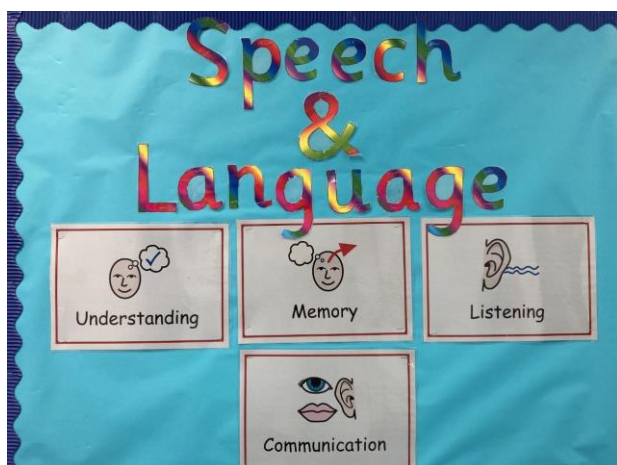 Speech
&
Language
Understanding
Memory
Listening
Communication